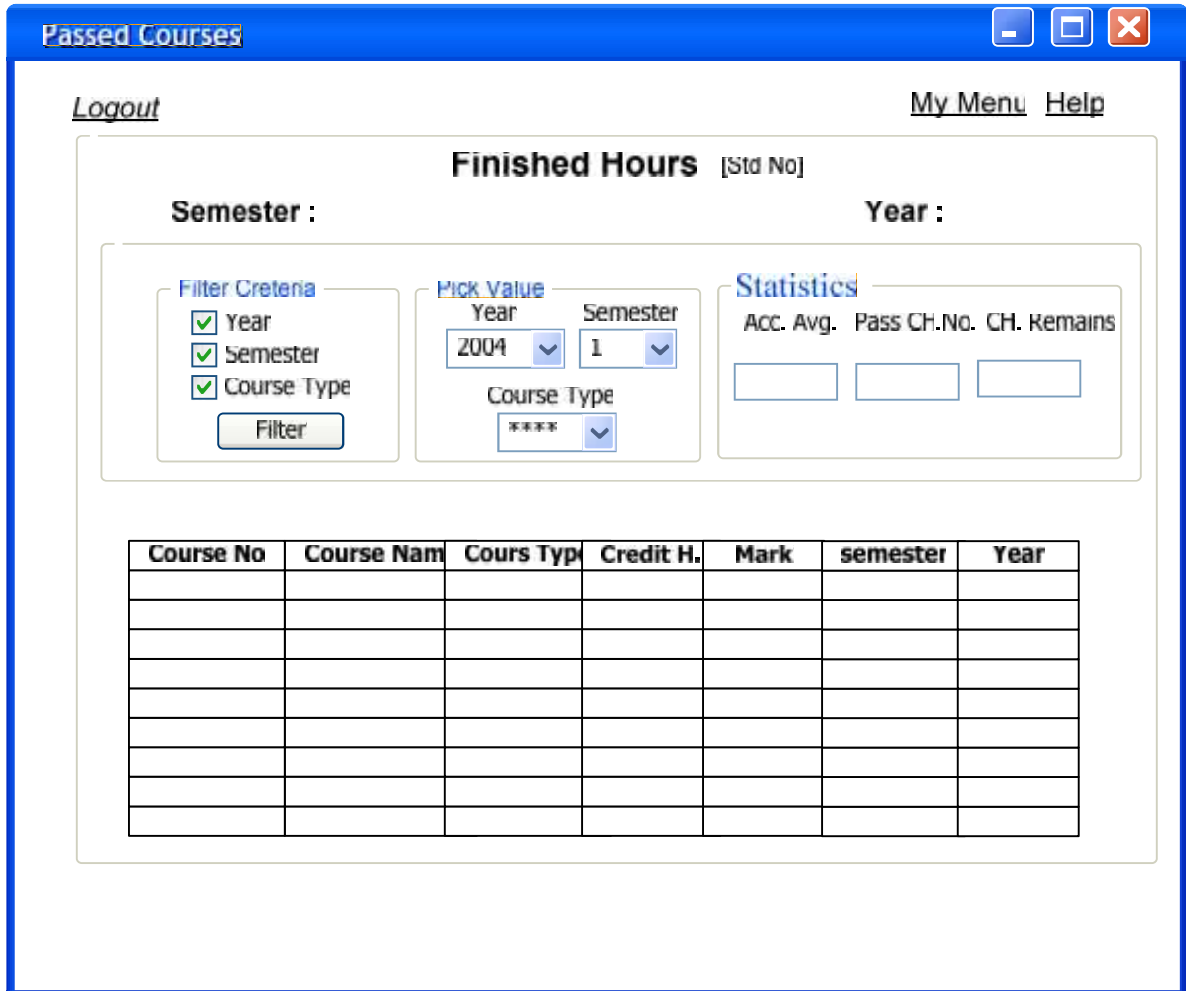 Passed Courses
Logout My Menu Help
Finished Hours [Std No]
Semester : Year :
Filter Creteria Pick Value Statistics
Year Year Semester Acc. Avg. Pass CH.No. CH. Remains
2004 1
Semester
Course Type Course Type
Filter ****
Course No Course Nam Cours Type Credit H. Mark semester Year